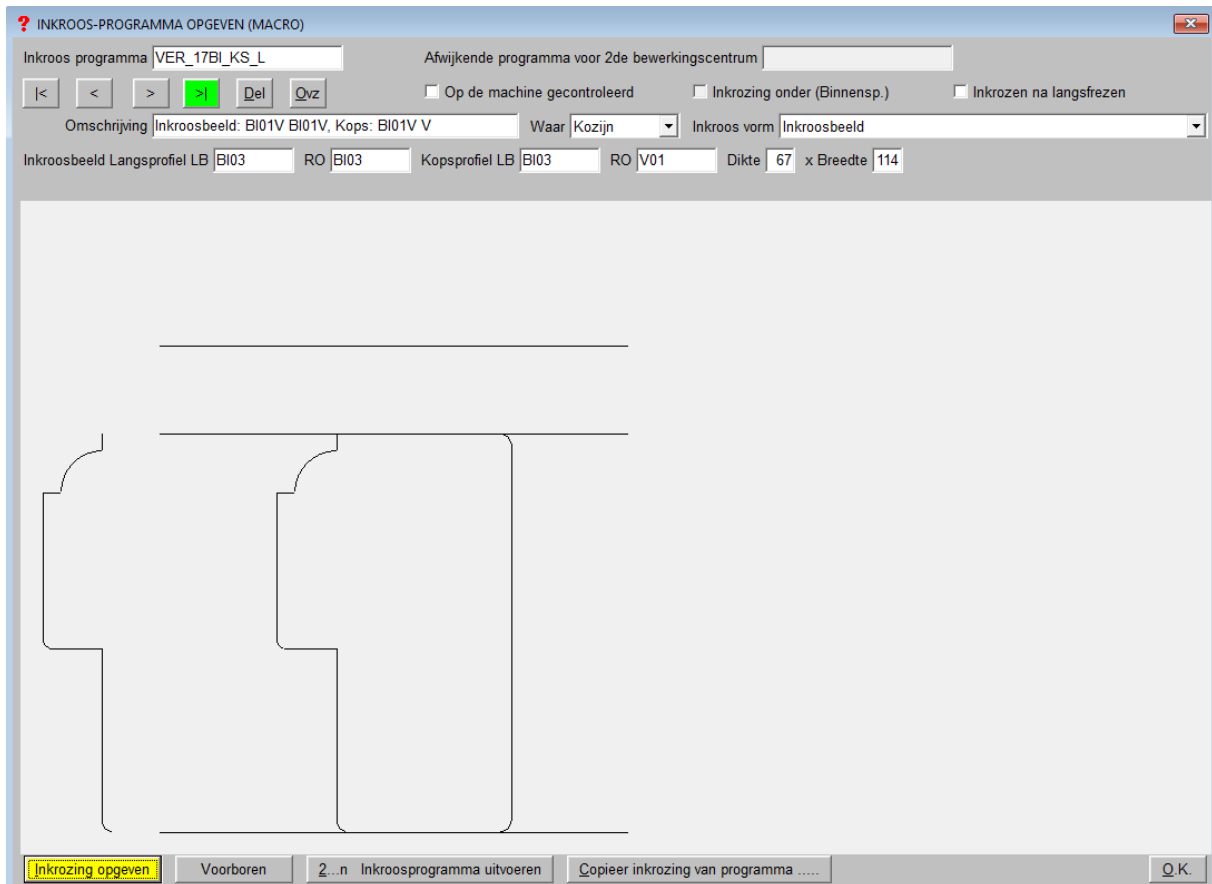 ? INKROOS-PROGRAMMA OPGEVEN (MACRO)
Inkroos programma VER_17BI_KS_L Afwijkende programma voor 2de bewerkingscentrum
|< < > >| Del Ovz Op de machine gecontroleerd Inkrozing onder (Binnensp.) Inkrozen na langsfrezen
Omschrijving Inkroosbeeld: BI01V BI01V, Kops: BI01V V Waar Kozijn Inkroos vorm Inkroosbeeld
Inkroosbeeld Langsprofiel LB BI03 RO BI03 Kopsprofiel LB BI03 RO V01 Dikte 67 x Breedte 114
Inkrozing opgeven Voorboren 2...n Inkroosprogramma uitvoeren Copieer inkrozing van programma ..... O.K.